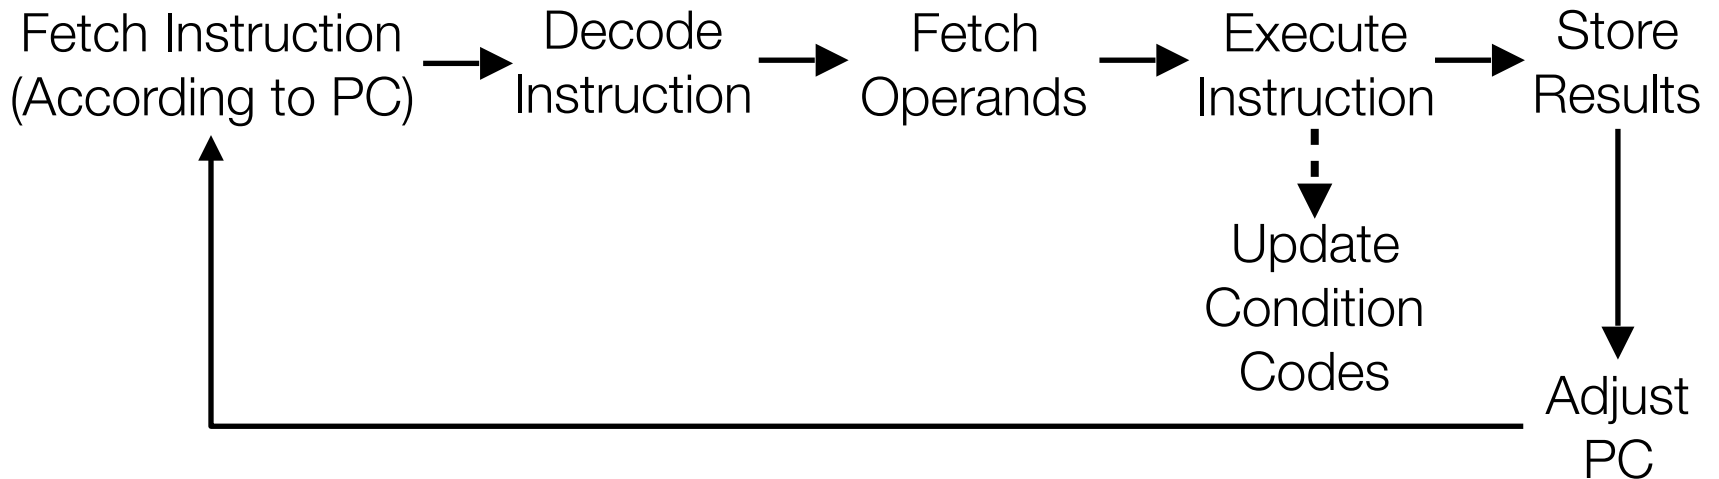 Fetch Instruction
(According to PC)
Decode
Instruction
Fetch
Operands
Execute
Instruction
Store
Results
Update
Condition
Codes
Adjust
PC